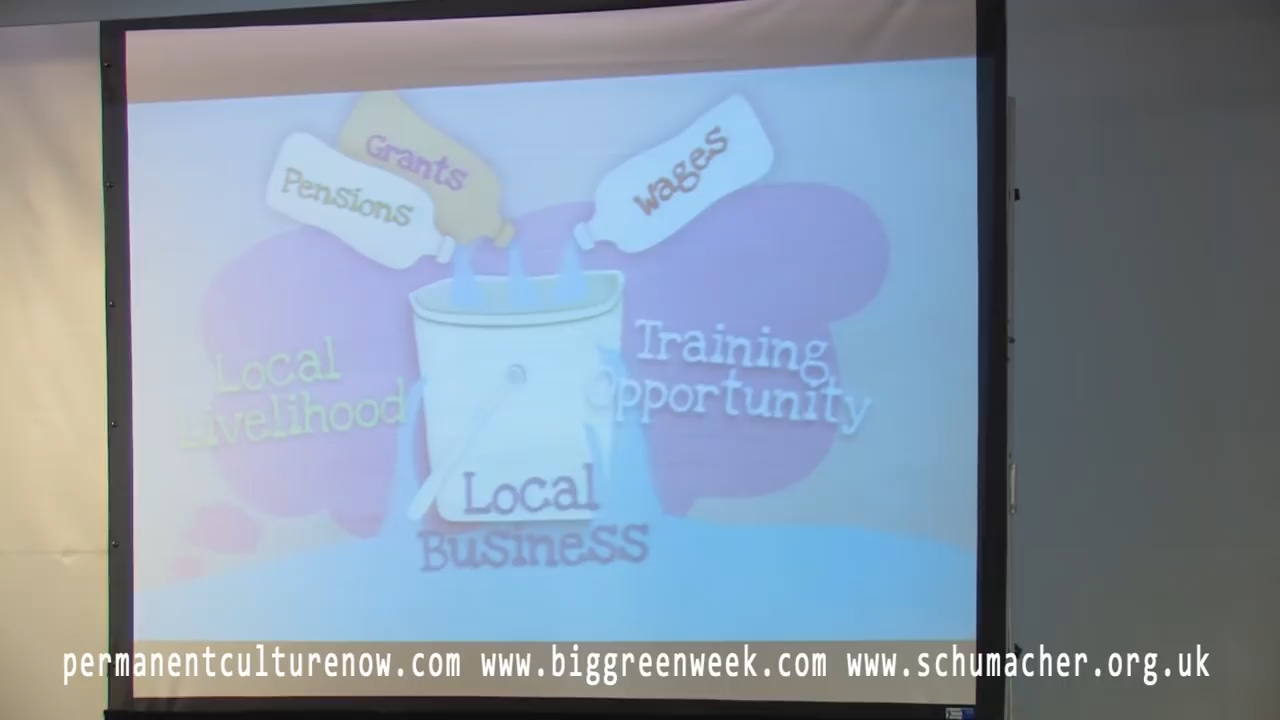 Grants
Pensions
Wages
Local
Livelihood
Training
Opportunity
Local
Business
permanentculturenow.com www.biggreenweek.com www.schumacher.org.uk